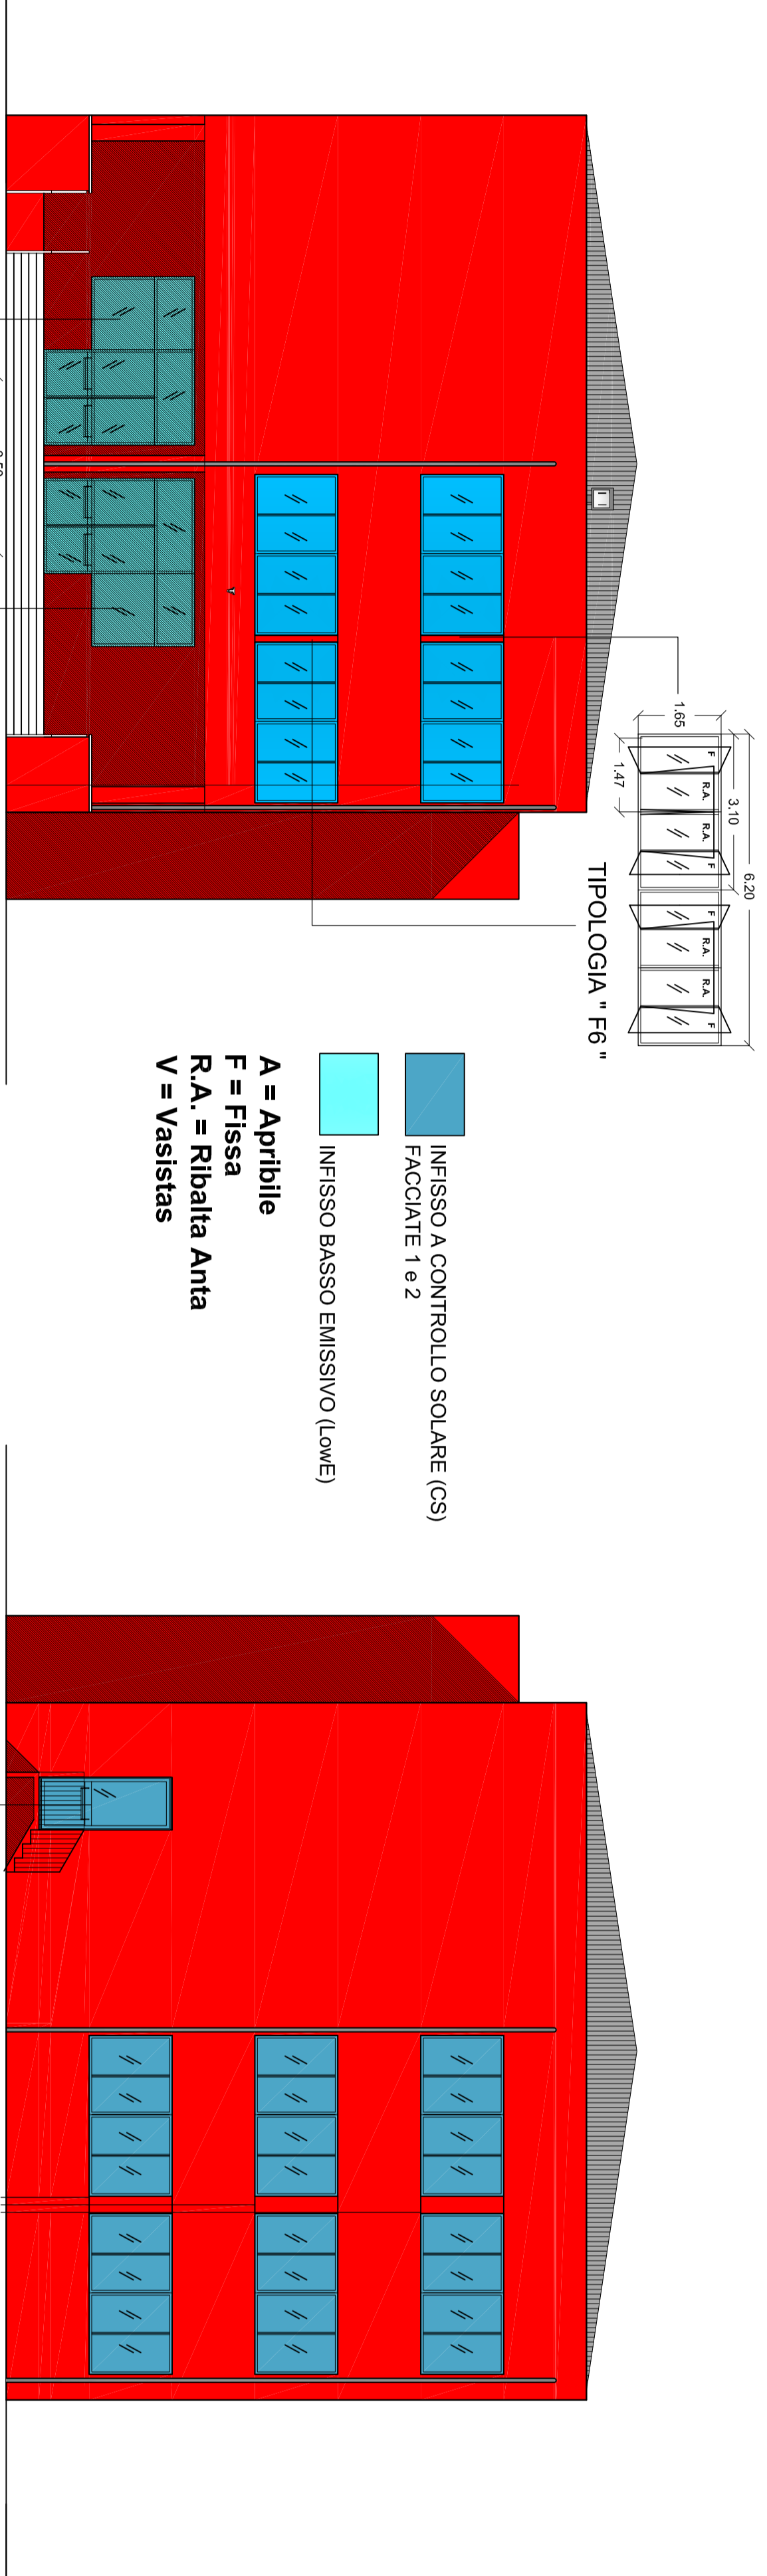 6.20
3.10
1.65
1.47
F
R.A.
R.A.
F
F
R.A.
R.A.
F
TIPOLOGIA " F6 "
INFISSO A CONTROLLO SOLARE (CS)
FACCIATE 1 e 2
INFISSO BASSO EMISSIVO (LowE)
A = Apribile
F = Fissa
R.A. = Ribalta Anta
V = Vasistas